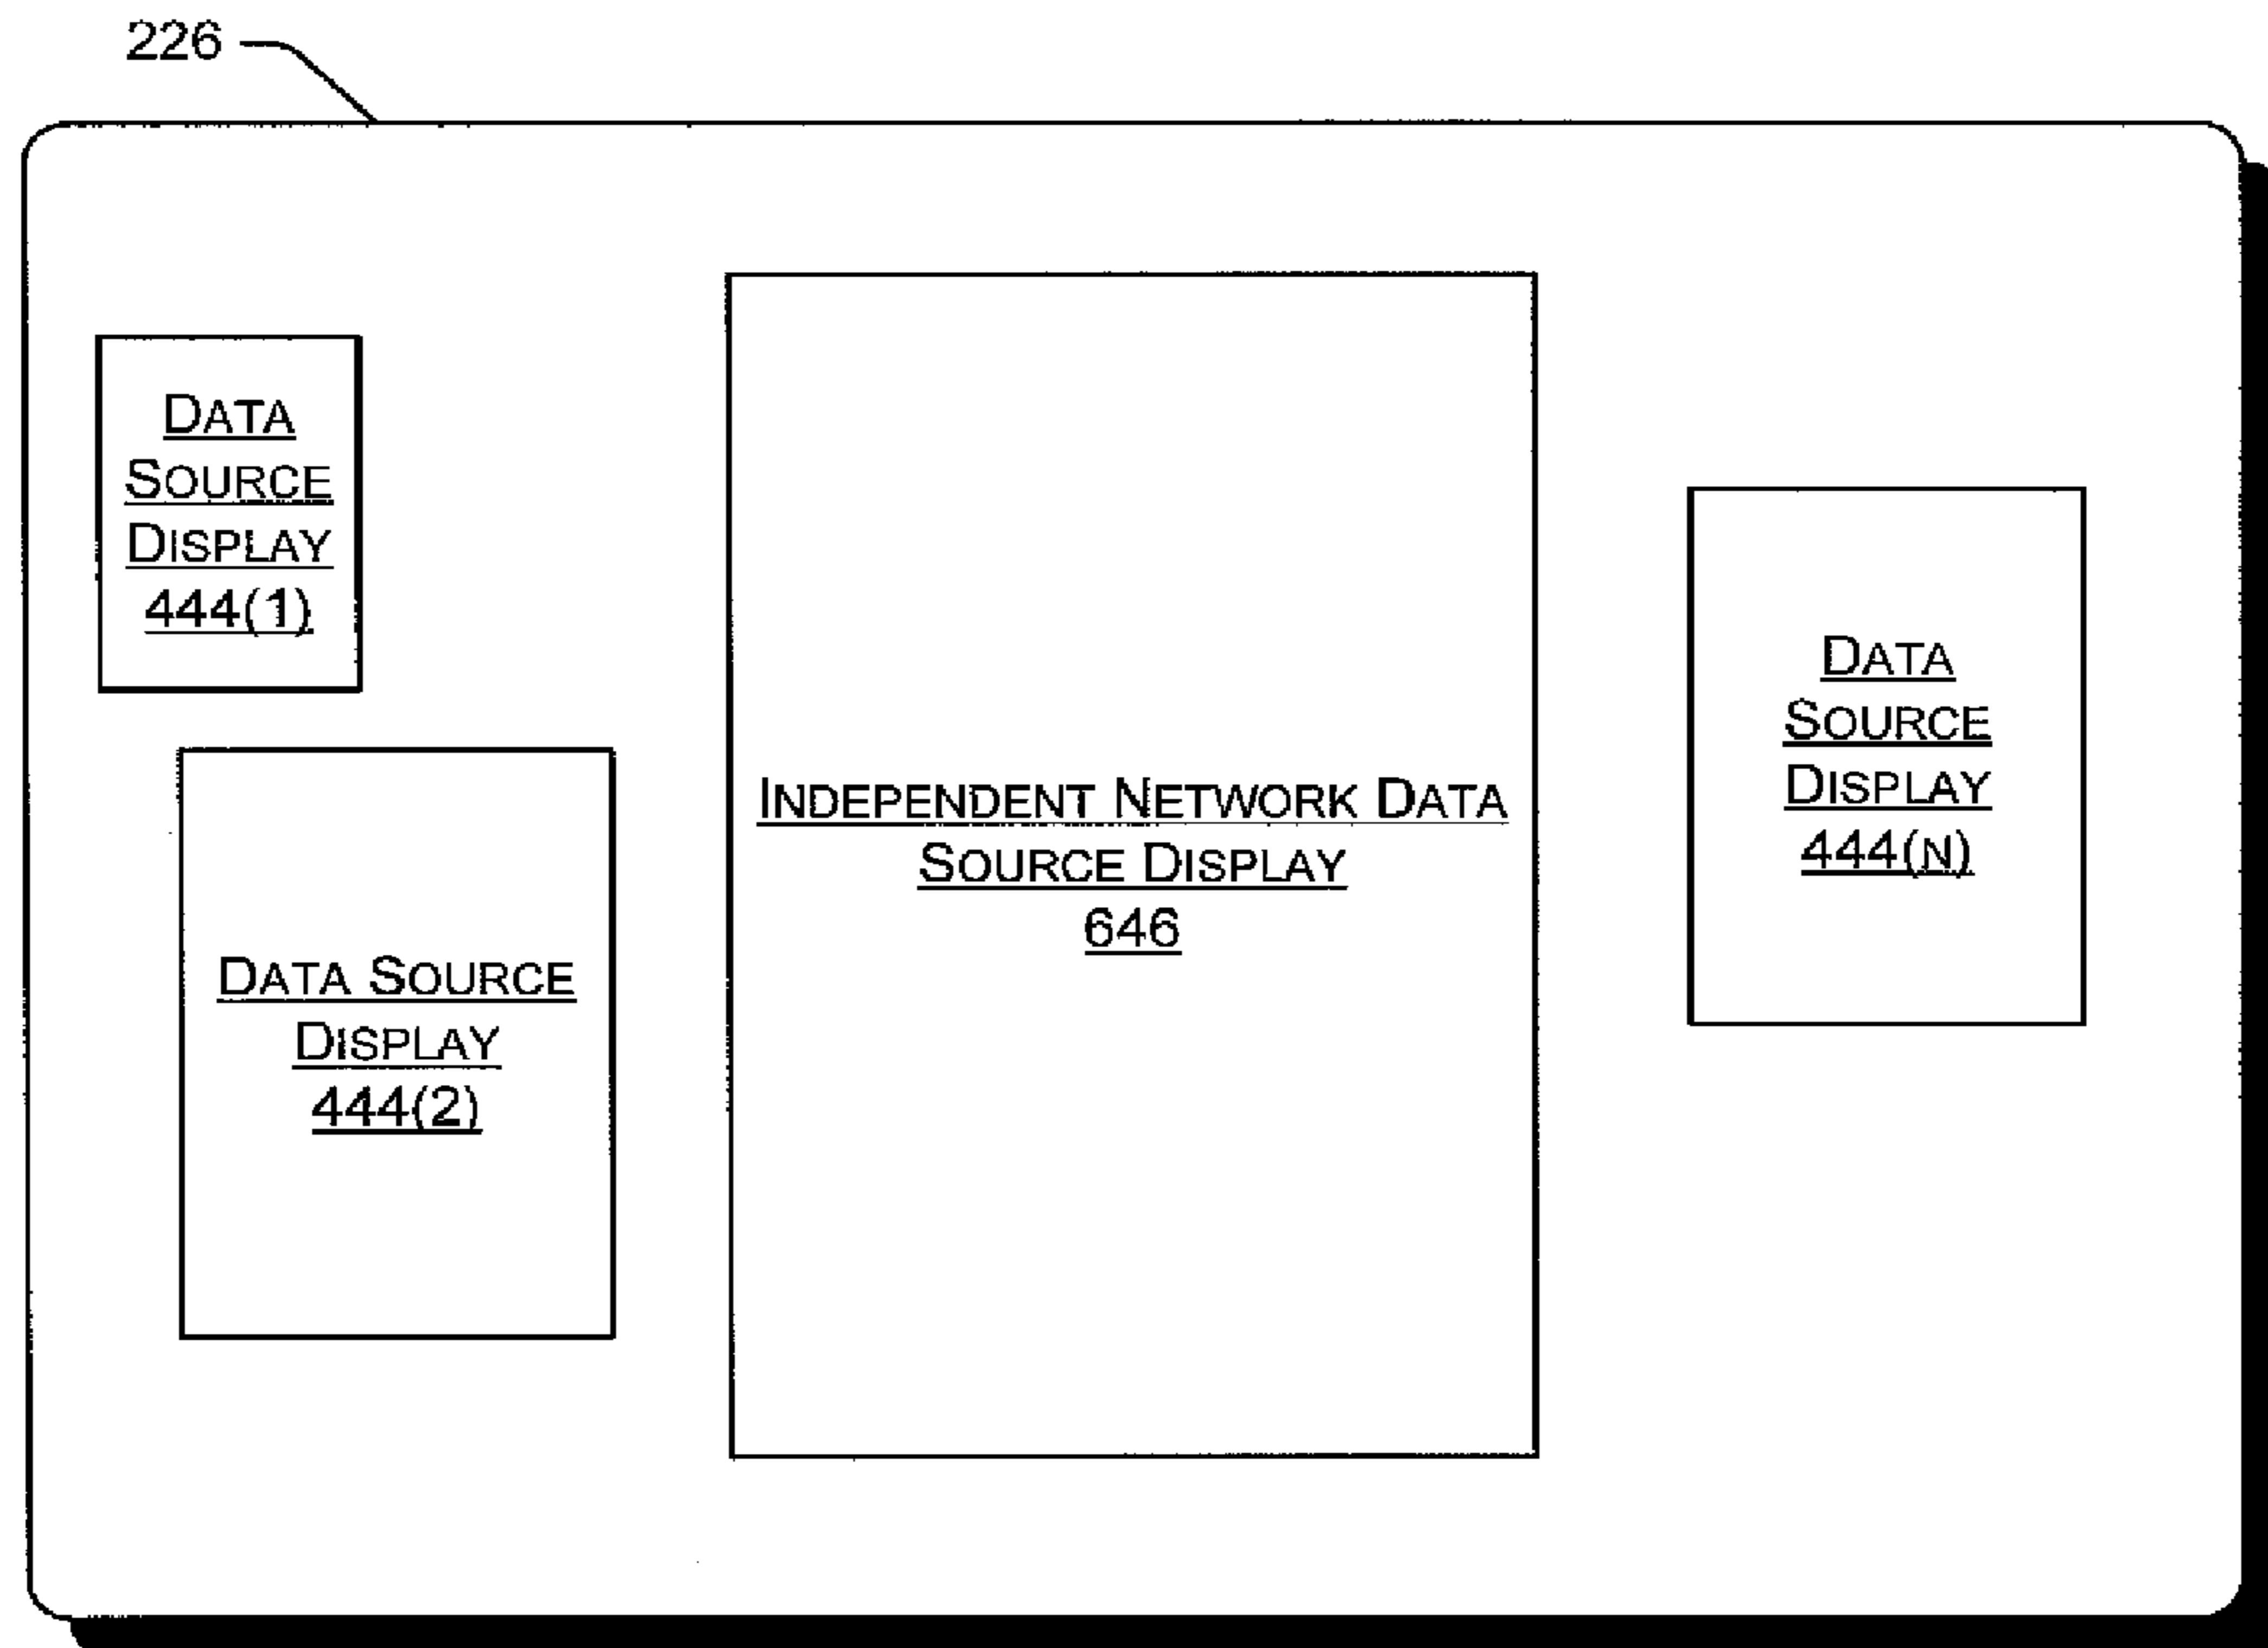 226
DATA
SOURCE
DISPLAY
444(1)
DATA SOURCE
DISPLAY
444(2)
INDEPENDENT NETWORK DATA
SOURCE DISPLAY
646
DATA
SOURCE
DISPLAY
444(N)